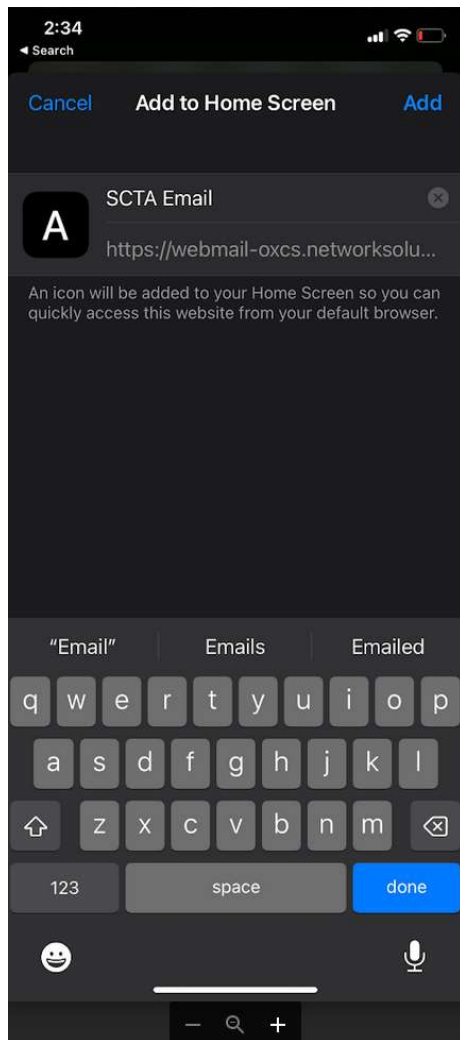 2:34
◀ Search
Cancel Add to Home Screen Add
A
SCTA Email
https://webmail-oxcs.networksolu...
An icon will be added to your Home Screen so you can
quickly access this website from your default browser.
“Email” Emails Emailed
q w e r t y u i o p
a s d f g h j k l
z x c v b n m
123 space done